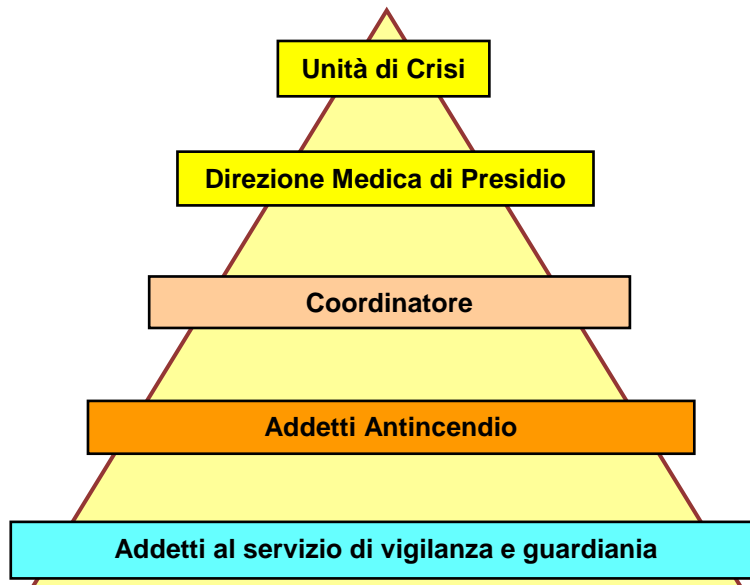 Unità di Crisi
Direzione Medica di Presidio
Coordinatore
Addetti Antincendio
Addetti al servizio di vigilanza e guardiania